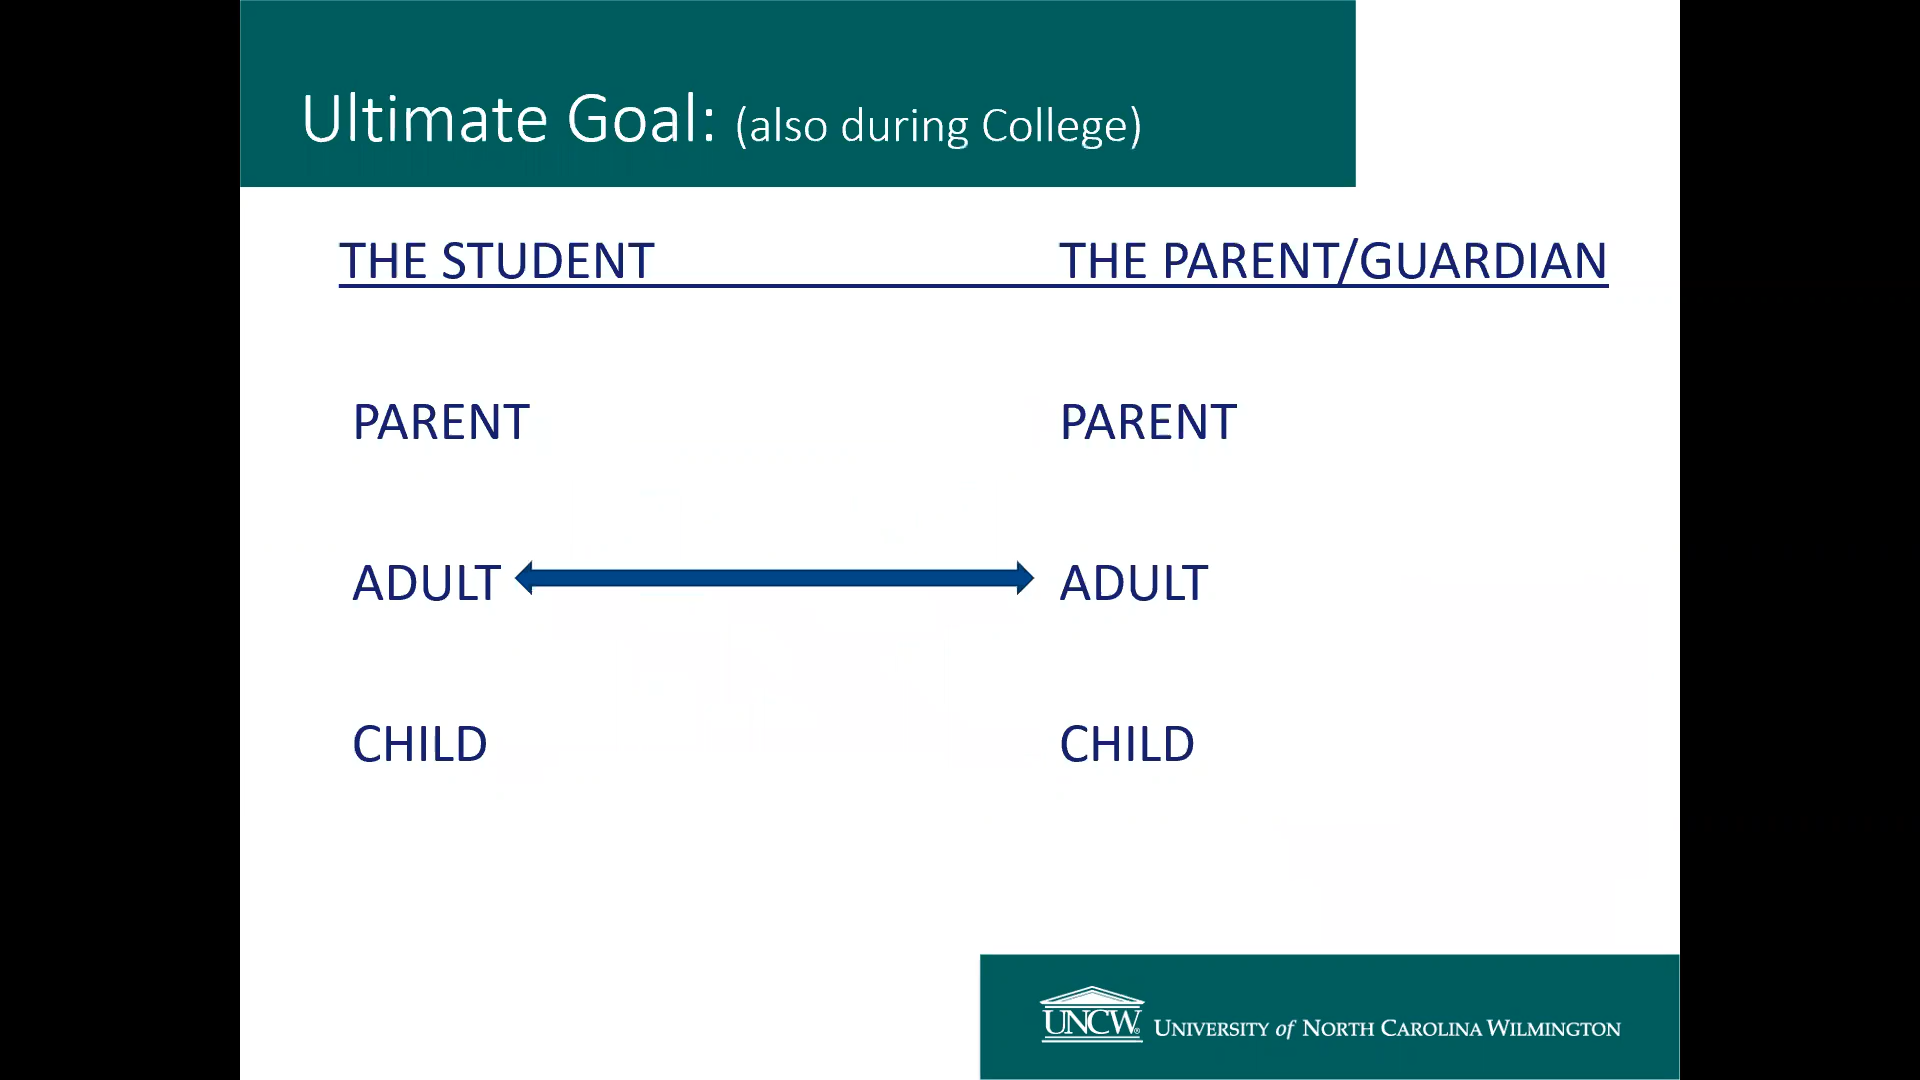 Ultimate Goal: (also during College)
THE STUDENT THE PARENT/GUARDIAN
PARENT PARENT
ADULT ADULT
CHILD CHILD
UNCW® UNIVERSITY of NORTH CAROLINA WILMINGTON